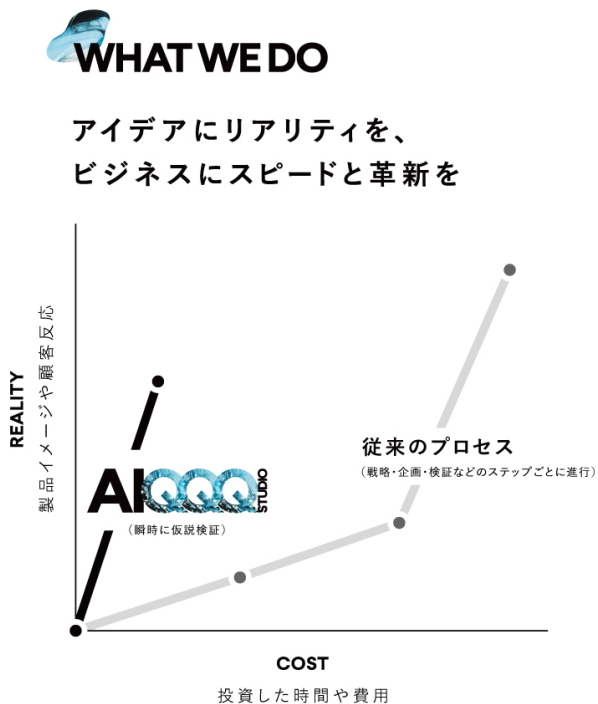 WHAT WE DO
アイデアにリアリティを、
ビジネスにスピードと革新を
REALITY
製品イメージや顧客反応
従来のプロセス
（戦略・企画・検証などのステップごとに進行）
AIQQQ STUDIO
（瞬時に仮説検証）
COST
投資した時間や費用